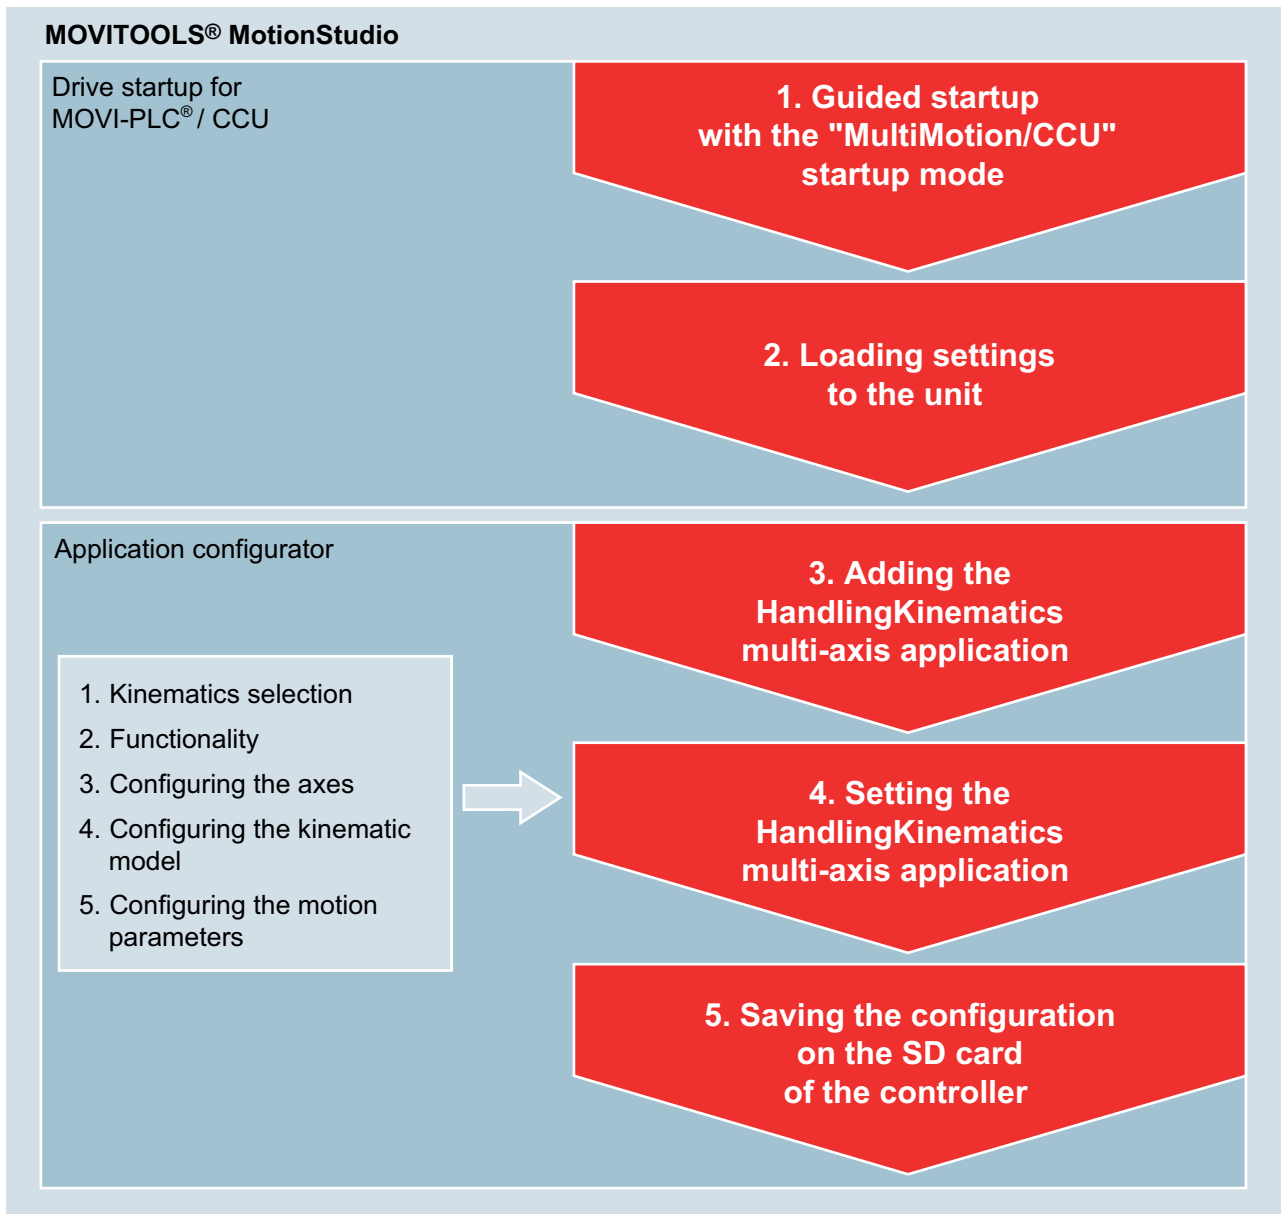 MOVITOOLS® MotionStudio
Drive startup for
MOVI-PLC® / CCU
1. Guided startup
with the "MultiMotion/CCU"
startup mode
2. Loading settings
to the unit
Application configurator
3. Adding the
HandlingKinematics
multi-axis application
1. Kinematics selection
2. Functionality
3. Configuring the axes
4. Configuring the kinematic
model
5. Configuring the motion
parameters
4. Setting the
HandlingKinematics
multi-axis application
5. Saving the configuration
on the SD card
of the controller